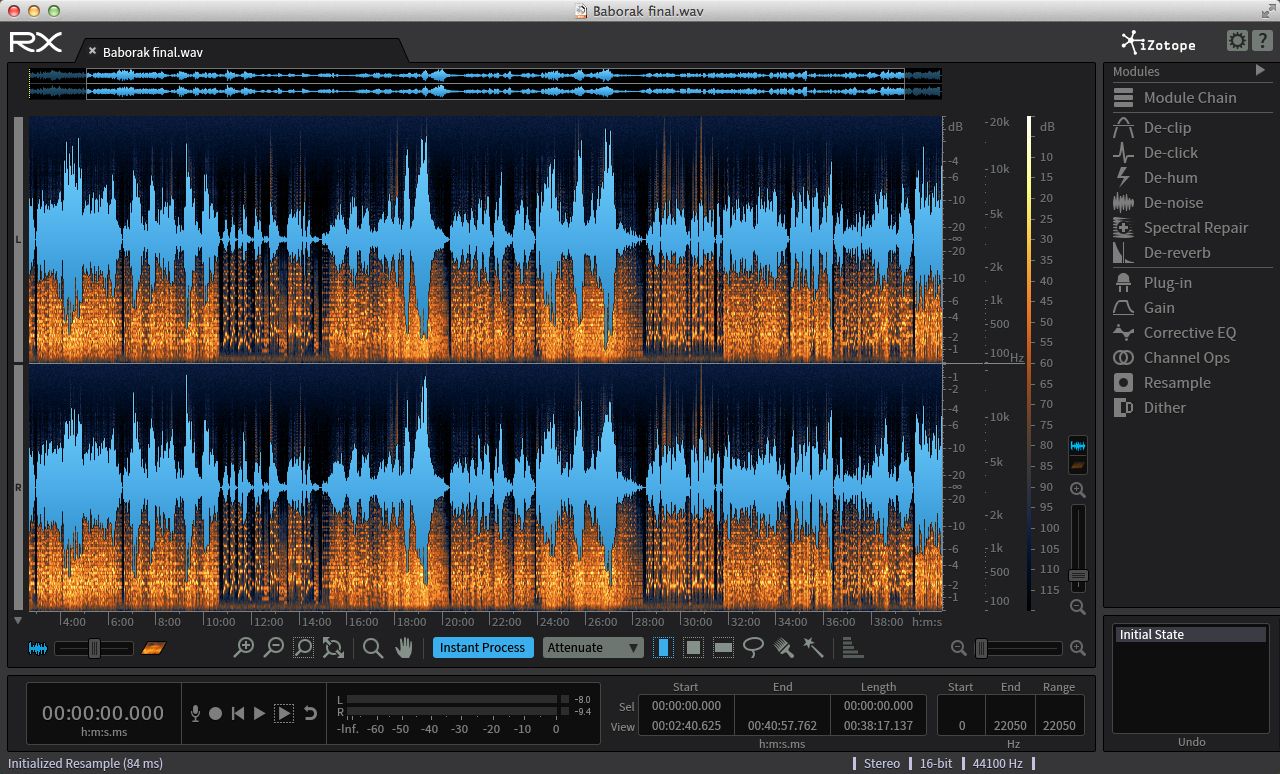 Baborak final.wav
RX
× Baborak final.wav
iZotope
?
Modules
Module Chain
De-clip
De-click
De-hum
De-noise
Spectral Repair
De-reverb
Plug-in
Gain
Corrective EQ
Channel Ops
Resample
Dither
L
dB
-4
-6
-10
-20
-∞
-20
-10
-6
-4
-2
-1
-20k
-10k
-5k
-2k
-1k
-500
-100
Hz
R
-1
-2
-4
-6
-10
-20
-∞
-20
-10
-6
-4
-2
-1
-10k
-5k
-2k
-1k
-500
-100
dB
10
15
20
25
30
35
40
45
50
55
60
65
70
75
80
85
90
95
100
105
110
115
4:00 6:00 8:00 10:00 12:00 14:00 16:00 18:00 20:00 22:00 24:00 26:00 28:00 30:00 32:00 34:00 36:00 38:00 h:m:s
Instant Process
Attenuate
Initial State
Undo
00:00:00.000
h:m:s.ms
L
R
-8.0
-9.4
-Inf. -60 -50 -40 -30 -20 -10 0
Start End Length
Sel 00:00:00.000 00:00:00.000
View 00:02:40.625 00:40:57.762 00:38:17.137
h:m:s.ms
Start End Range
0 22050 22050
Hz
Initialized Resample (84 ms)
Stereo 16-bit 44100 Hz